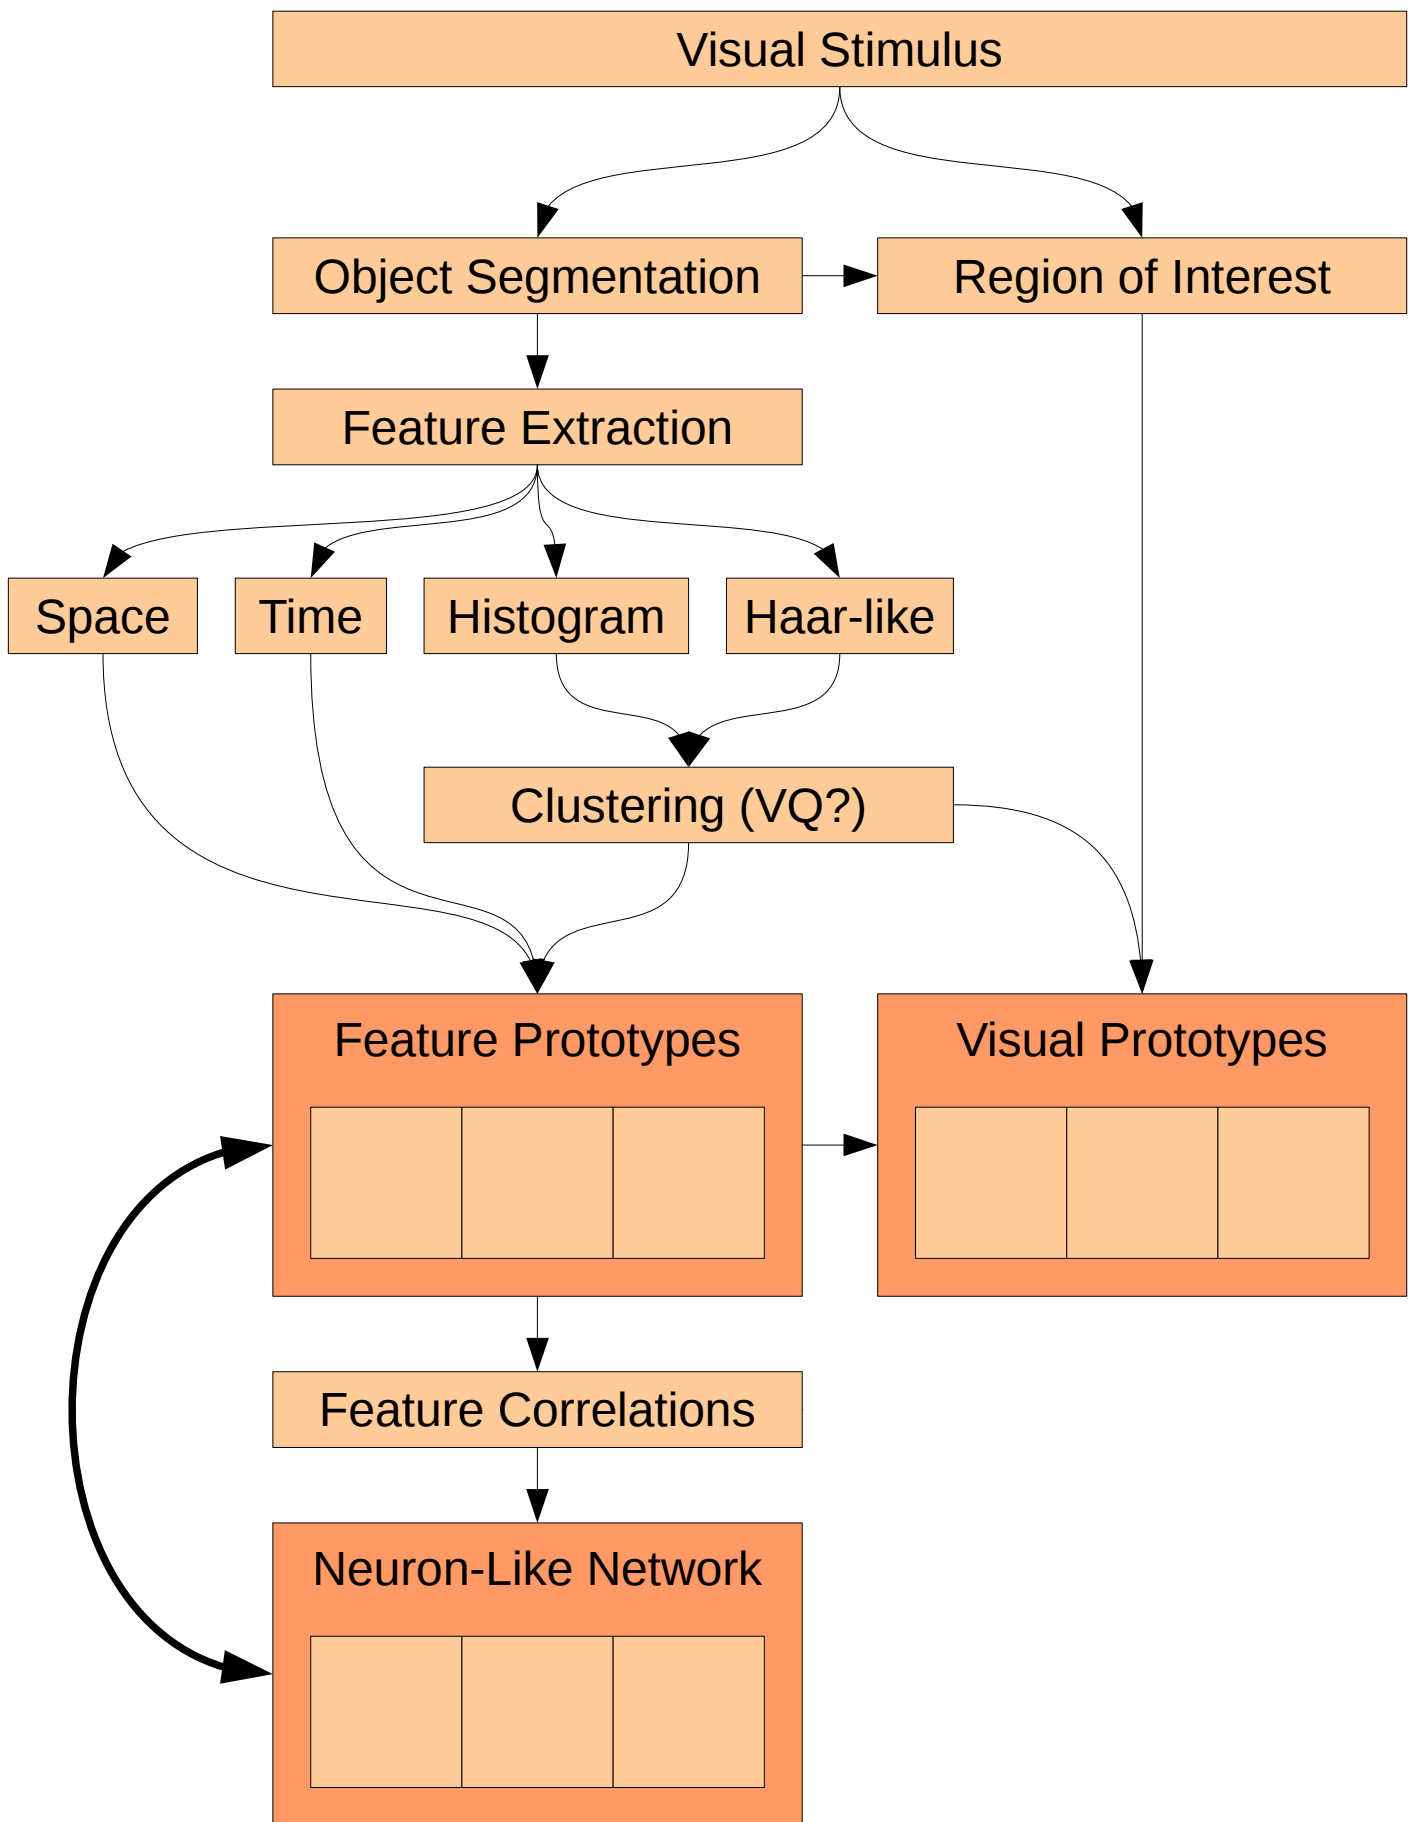 Visual Stimulus
Object Segmentation
Region of Interest
Feature Extraction
Space
Time
Histogram
Haar-like
Clustering (VQ?)
Feature Prototypes
Visual Prototypes
Feature Correlations
Neuron-Like Network